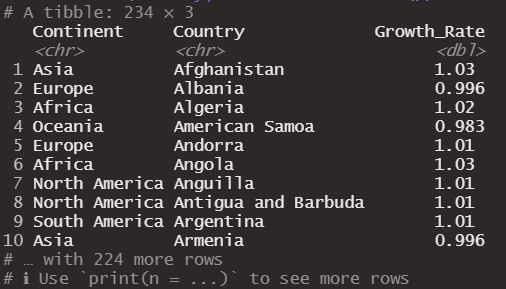 # A tibble: 234 × 3
   Continent     Country             Growth_Rate
   <chr>         <chr>                     <dbl>
 1 Asia          Afghanistan               1.03
 2 Europe        Albania                   0.996
 3 Africa        Algeria                   1.02
 4 Oceania       American Samoa            0.983
 5 Europe        Andorra                   1.01
 6 Africa        Angola                    1.03
 7 North America Anguilla                  1.01
 8 North America Antigua and Barbuda       1.01
 9 South America Argentina                 1.01
10 Asia          Armenia                   0.996
# … with 224 more rows
# ℹ Use `print(n = ...)` to see more rows